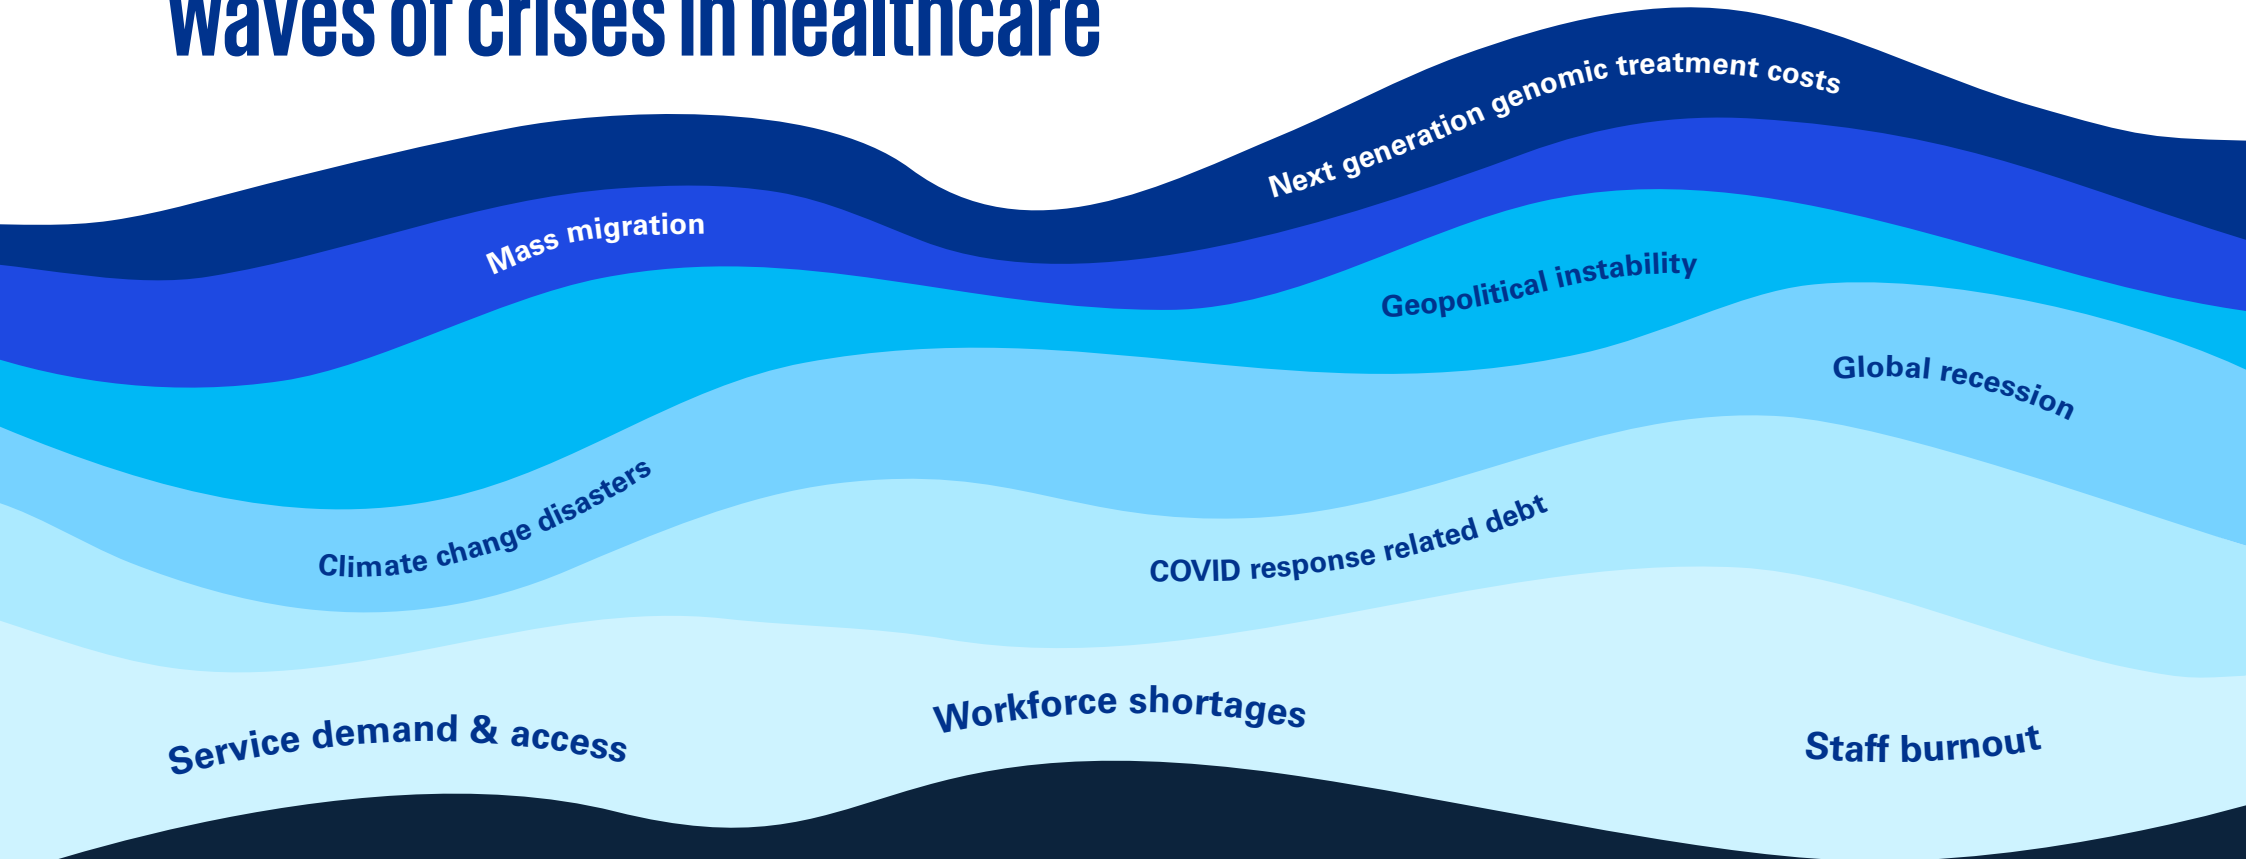 Waves of crises in healthcare
Next generation genomic treatment costs
Mass migration
Geopolitical instability
Global recession
Climate change disasters
COVID response related debt
Service demand & access
Workforce shortages
Staff burnout